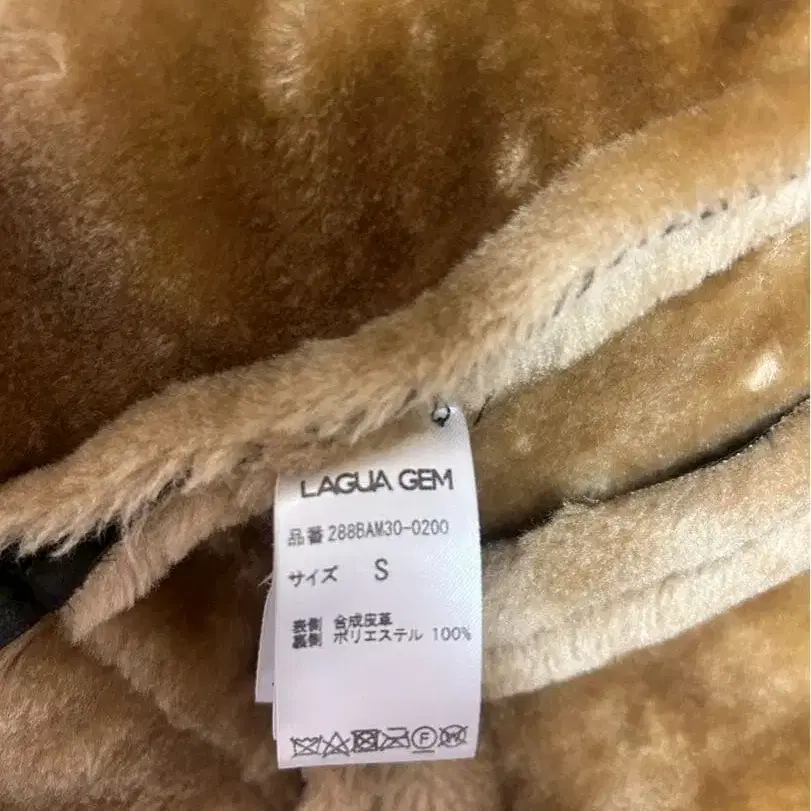 LAGUA GEM
品番 288BAM30-0200
サイズ S
表側 合成皮革
裏側 ポリエステル 100%
F W